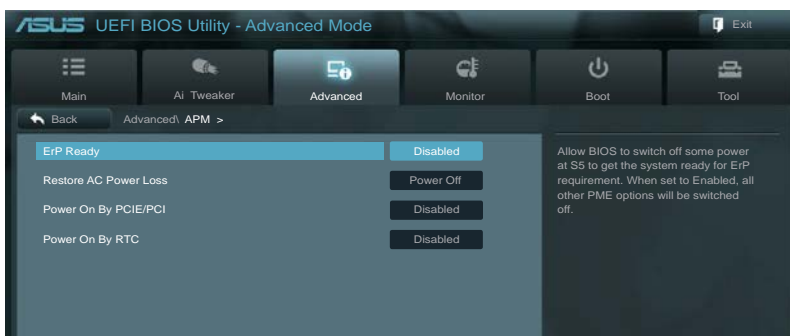 ASUS UEFI BIOS Utility - Advanced Mode Exit
Main Ai Tweaker Advanced Monitor Boot Tool
Back Advanced\ APM >
ErP Ready Disabled
Restore AC Power Loss Power Off
Power On By PCIE/PCI Disabled
Power On By RTC Disabled
Allow BIOS to switch off some power
at S5 to get the system ready for ErP
requirement. When set to Enabled, all
other PME options will be switched
off.